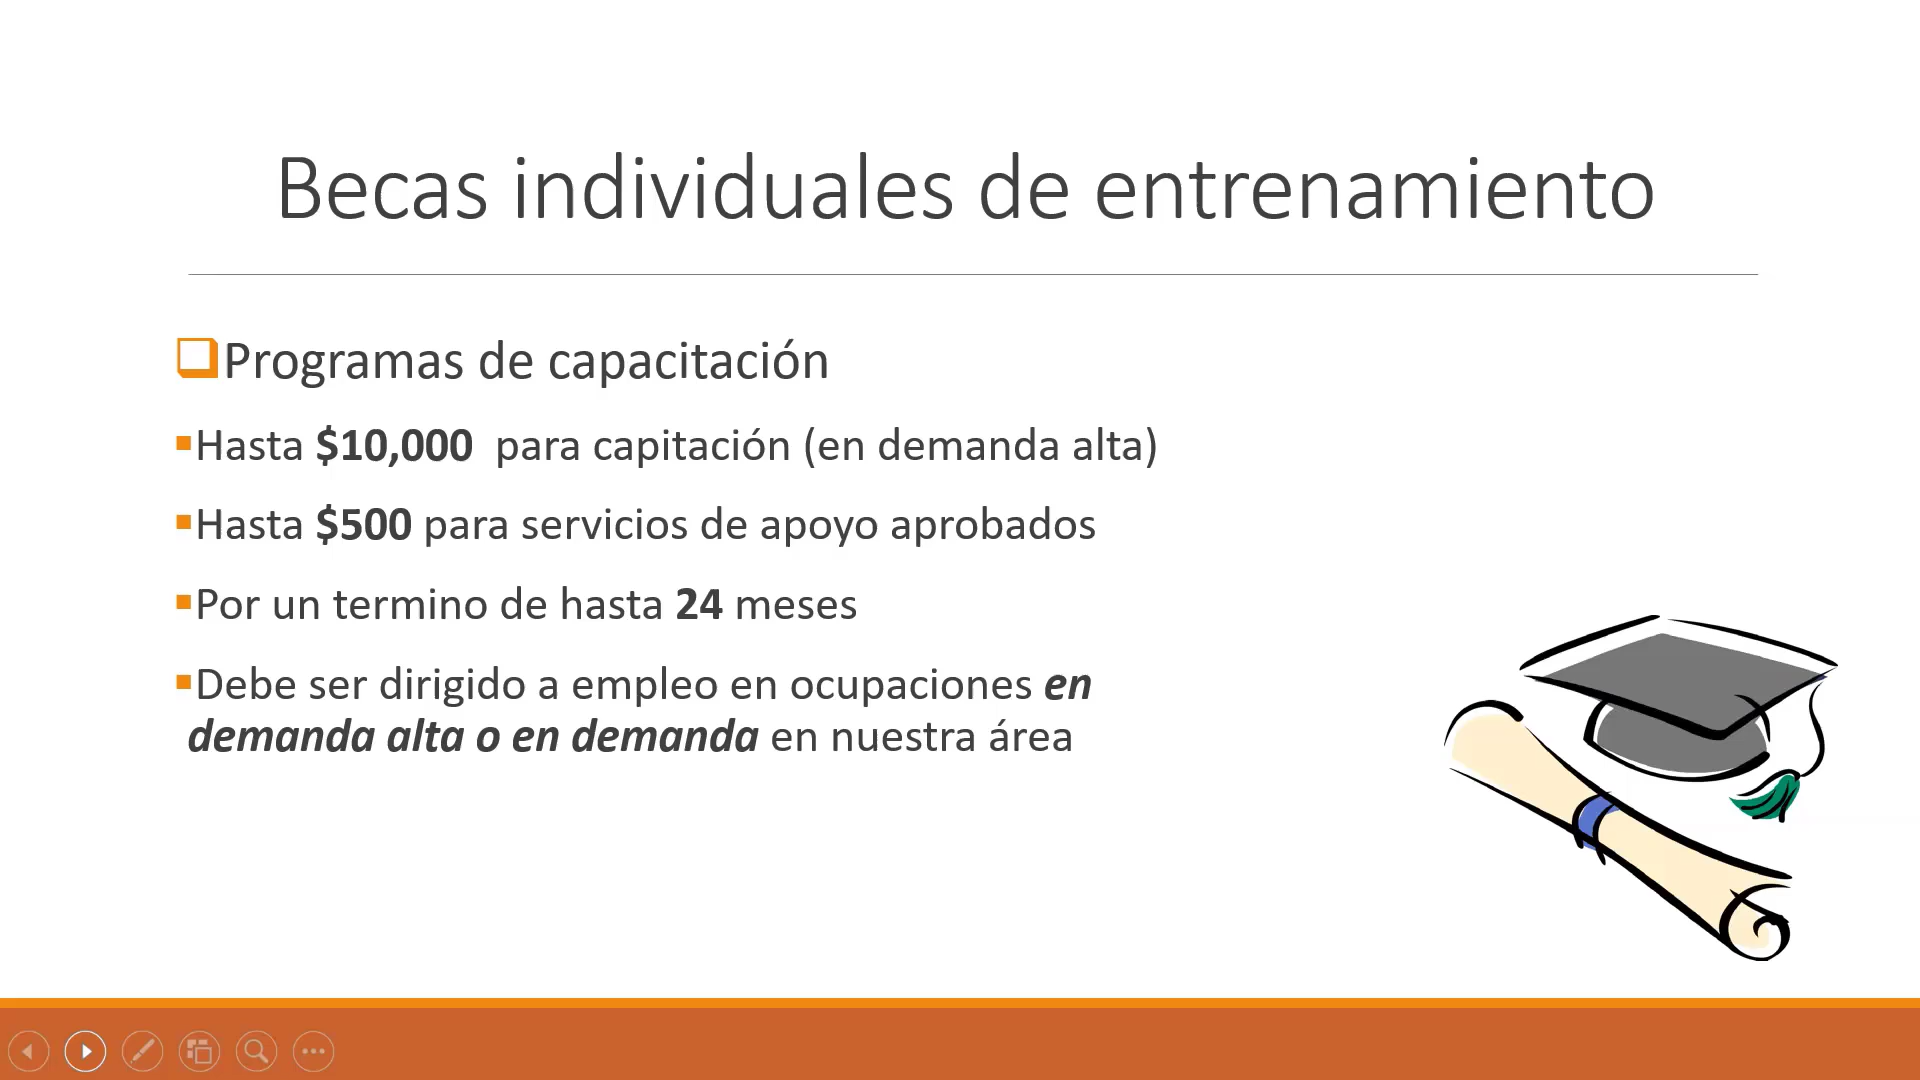 Becas individuales de entrenamiento
Programas de capacitación
Hasta $10,000 para capitación (en demanda alta)
Hasta $500 para servicios de apoyo aprobados
Por un termino de hasta 24 meses
Debe ser dirigido a empleo en ocupaciones en
demanda alta o en demanda en nuestra área